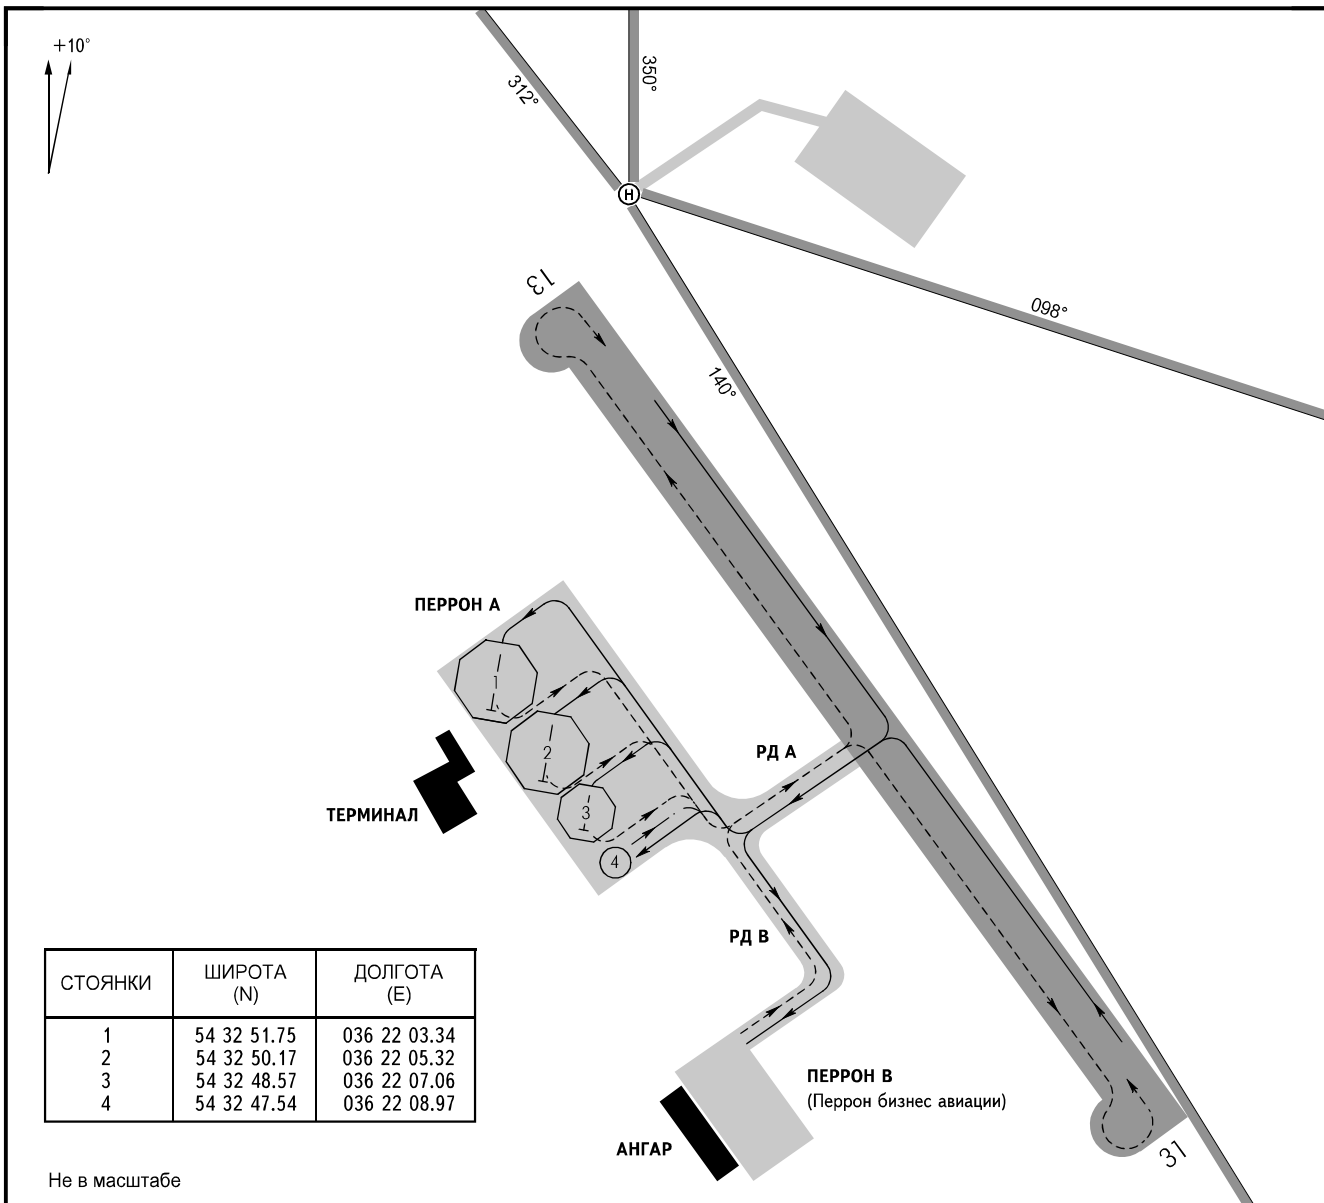 +10°
312°
350°
H
13
098°
140°
ПЕРРОН А
1
2
3
4
РД А
ТЕРМИНАЛ
РД В
СТОЯНКИ ШИРОТА (N) ДОЛГОТА (E)
1 54 32 51.75 036 22 03.34
2 54 32 50.17 036 22 05.32
3 54 32 48.57 036 22 07.06
4 54 32 47.54 036 22 08.97
ПЕРРОН В
(Перрон бизнес авиации)
АНГАР
31
Не в масштабе